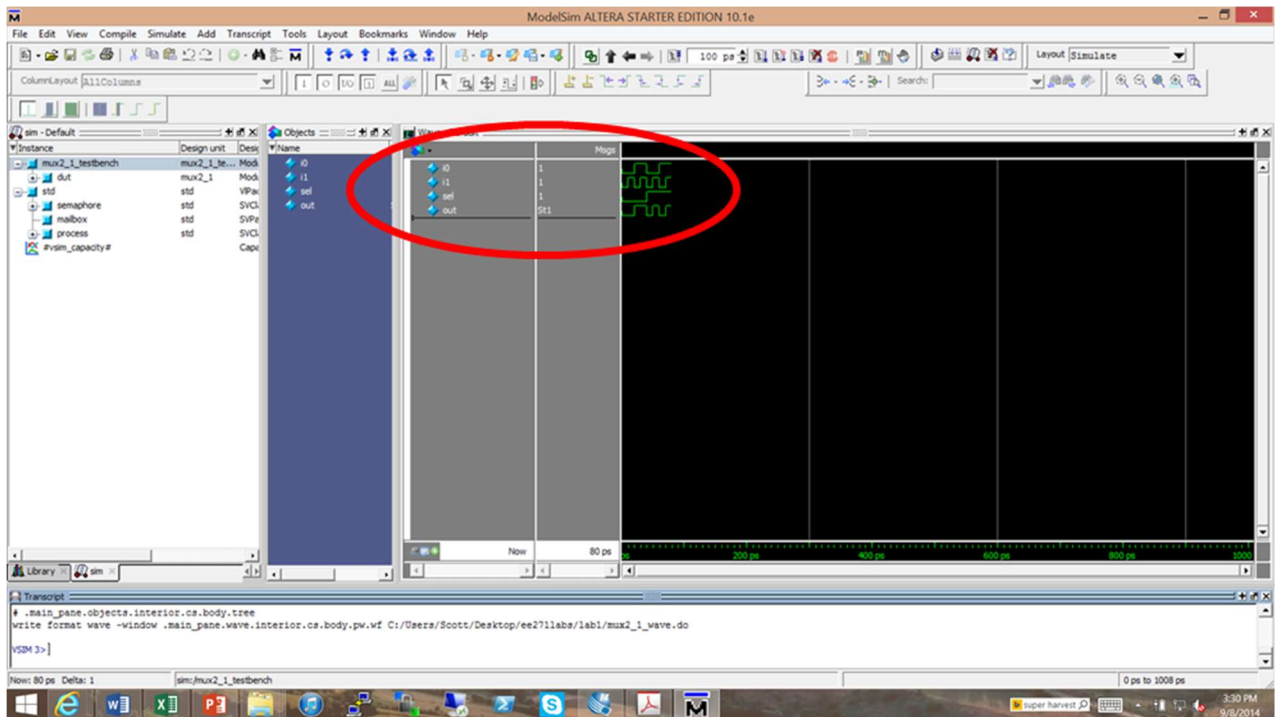 M
ModelSim ALTERA STARTER EDITION 10.1e
File Edit View Compile Simulate Add Transcript Tools Layout Bookmarks Window Help
100 ps
Layout Simulate
ColumnLayout AllColumns
Search:
sim - Default
Instance Design unit
mux2_1_testbench mux2_1_te...
dut mux2_1
std std
semaphore std
mailbox std
process std
#vsim_capacity#
Objects
Name
i0
i1
sel
out
Msgs
i0 1
i1 1
sel 1
out St1
Now 80 ps
200 ps 400 ps 600 ps 800 ps 1000
Library sim
Transcript
# .main_pane.objects.interior.cs.body.tree
write format wave -window .main_pane.wave.interior.cs.body.pw.wf C:/Users/Scott/Desktop/ee271labs/lab1/mux2_1_wave.do
VSIM 3>
Now: 80 ps Delta: 1 sim:/mux2_1_testbench 0 ps to 1008 ps
super harvest
3:30 PM
9/8/2014